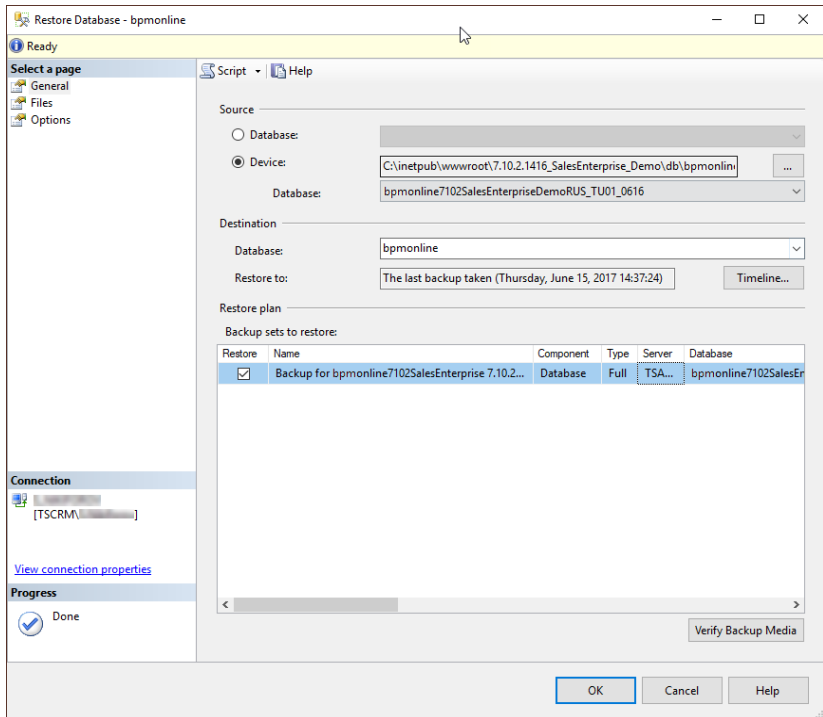 Restore Database - bpmonline
Ready
Select a page
General
Files
Options
Script
Help
Source
Database:
Device:
C:\inetpub\wwwroot\7.10.2.1416_SalesEnterprise_Demo\db\bpmonlin
...
Database:
bpmonline7102SalesEnterpriseDemoRUS_TU01_0616
Destination
Database:
bpmonline
Restore to:
The last backup taken (Thursday, June 15, 2017 14:37:24)
Timeline...
Restore plan
Backup sets to restore:
Restore Name Component Type Server Database
Backup for bpmonline7102SalesEnterprise 7.10.2... Database Full TSA... bpmonline7102SalesEr
Connection
[TSCRM\ ]
View connection properties
Progress
Done
Verify Backup Media
OK Cancel Help